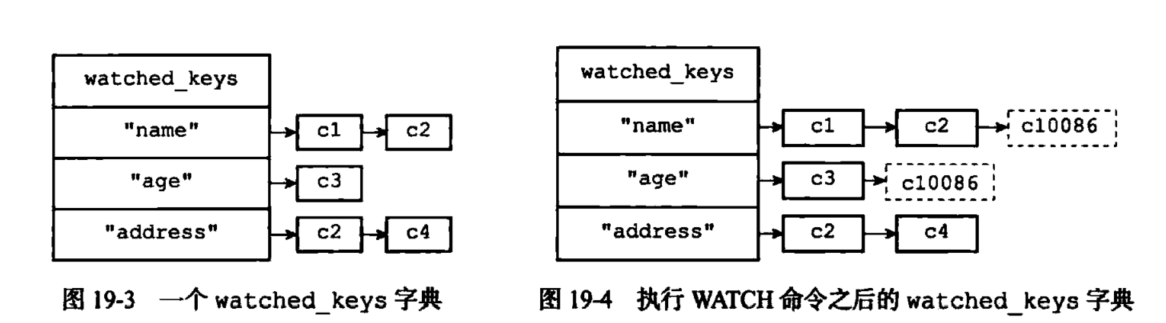 watched_keys
"name" c1 c2
"age" c3
"address" c2 c4
图 19-3 一个 watched_keys 字典
watched_keys
"name" c1 c2 c10086
"age" c3 c10086
"address" c2 c4
图 19-4 执行 WATCH 命令之后的 watched_keys 字典